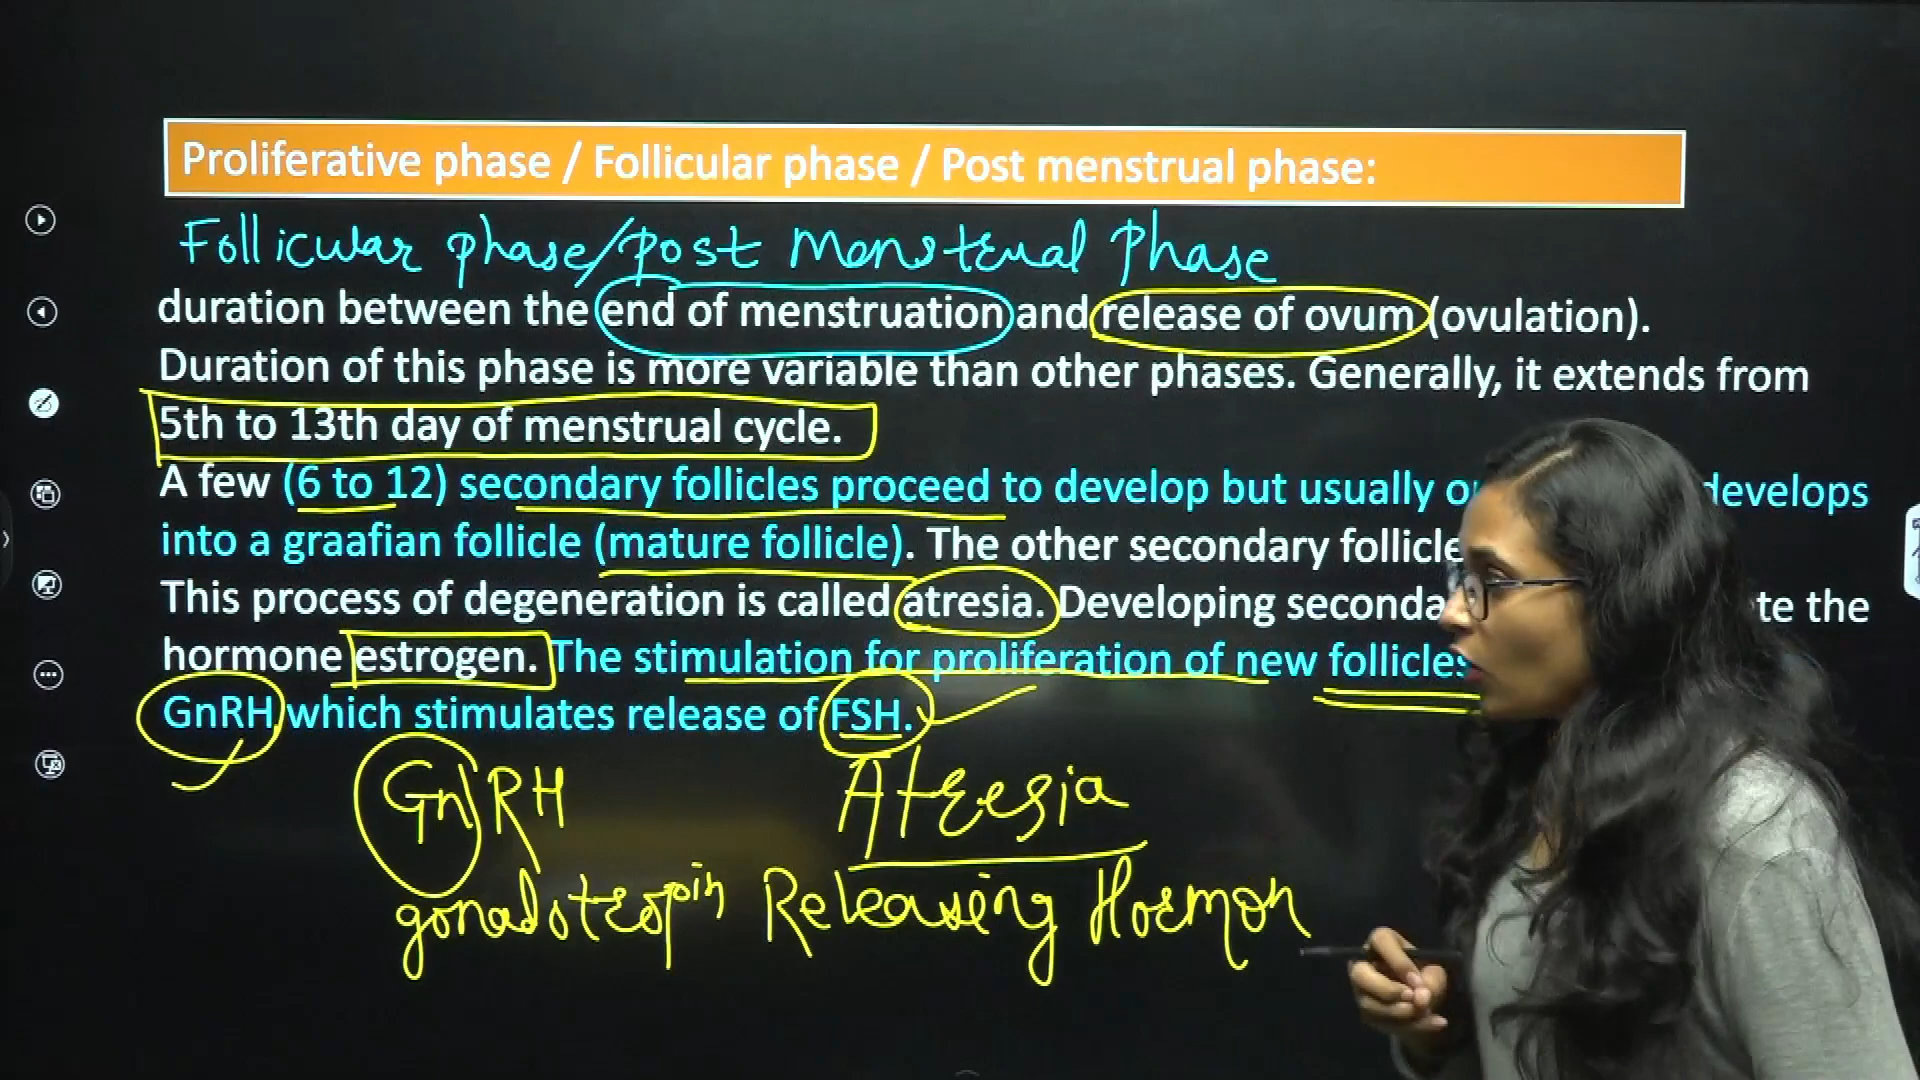 Proliferative phase / Follicular phase / Post menstrual phase:
Follicular phase/post Menstrual Phase
duration between the end of menstruation and release of ovum (ovulation).
Duration of this phase is more variable than other phases. Generally, it extends from
5th to 13th day of menstrual cycle.
A few (6 to 12) secondary follicles proceed to develop but usually develops
into a graafian follicle (mature follicle). The other secondary follicle
This process of degeneration is called atresia. Developing seconda te the
hormone estrogen. The stimulation for proliferation of new follicles
GnRH which stimulates release of FSH.
GnRH Atresia
gonadotropin Releasing Hormon